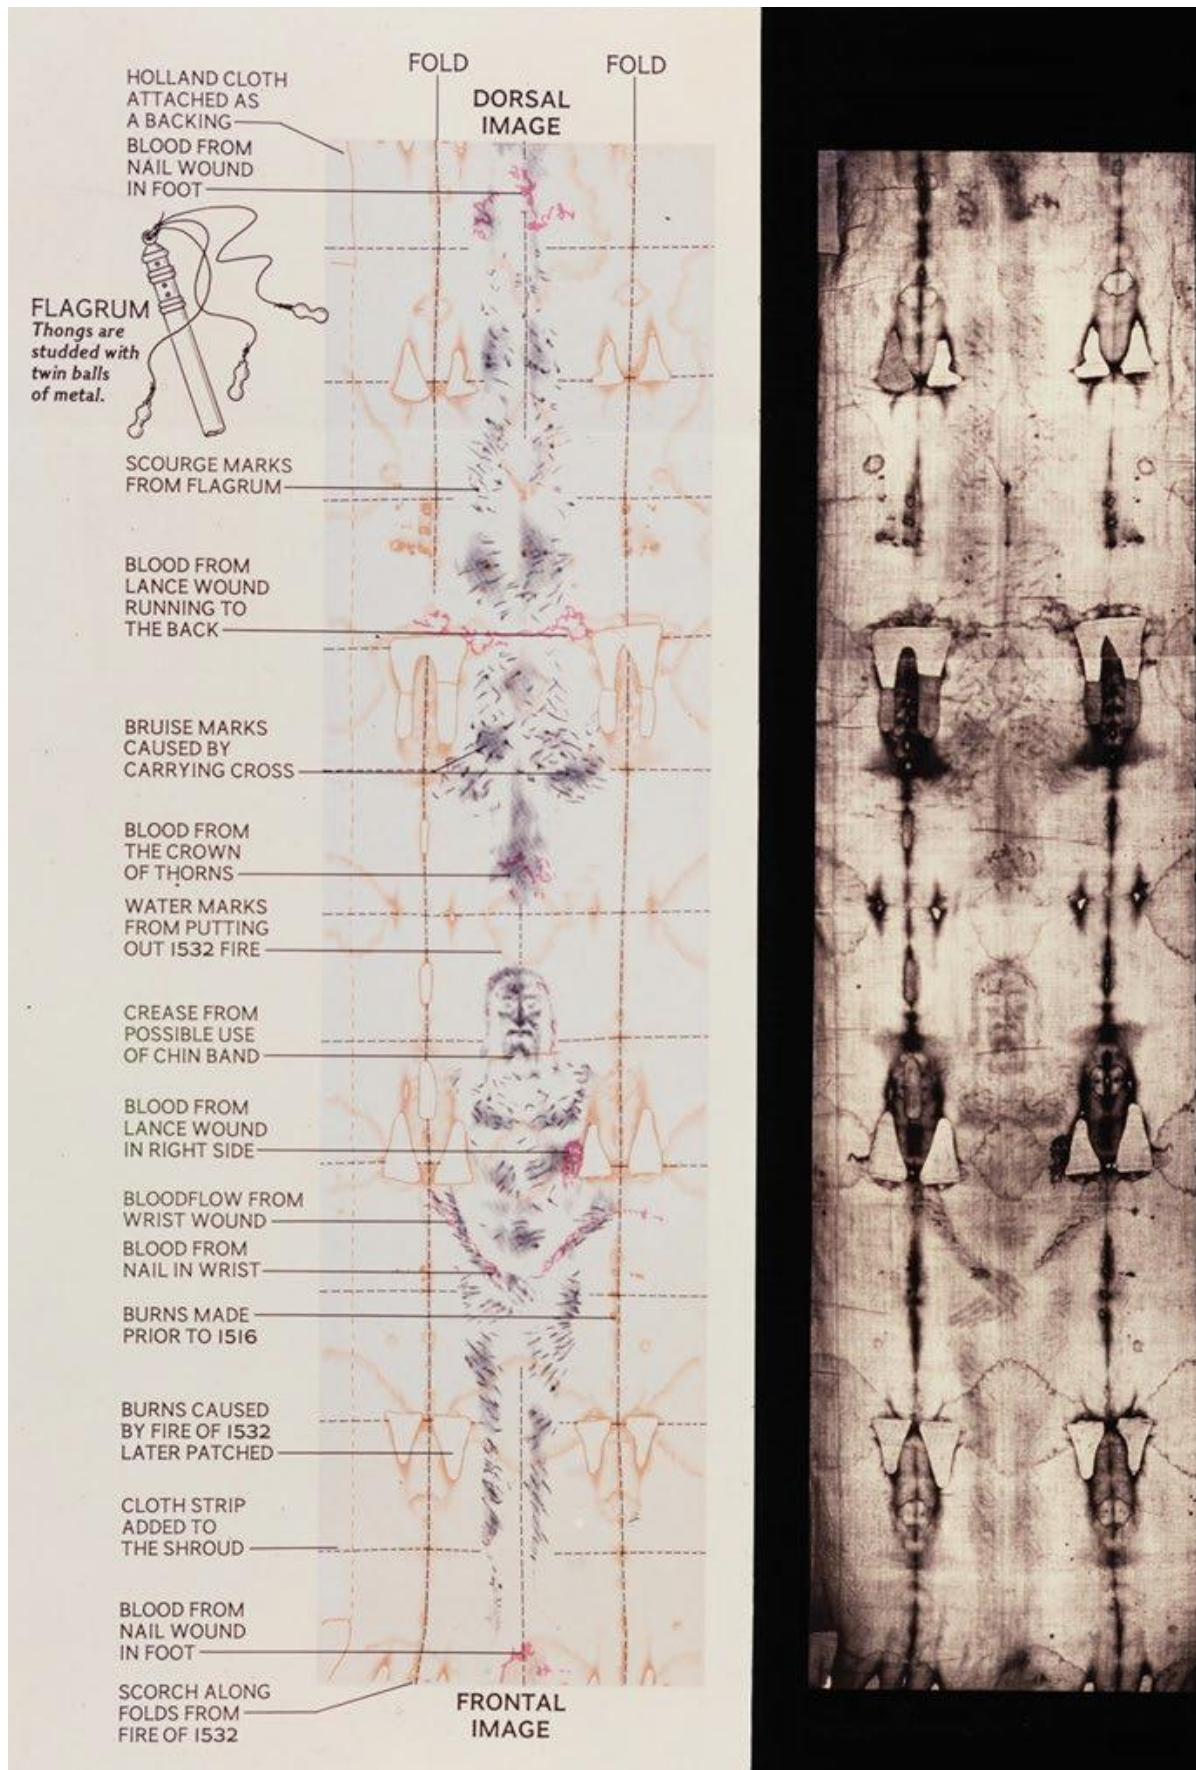 FOLD
FOLD
DORSAL
IMAGE
HOLLAND CLOTH
ATTACHED AS
A BACKING
BLOOD FROM
NAIL WOUND
IN FOOT
FLAGRUM
Thongs are
studded with
twin balls
of metal.
SCOURGE MARKS
FROM FLAGRUM
BLOOD FROM
LANCE WOUND
RUNNING TO
THE BACK
BRUISE MARKS
CAUSED BY
CARRYING CROSS
BLOOD FROM
THE CROWN
OF THORNS
WATER MARKS
FROM PUTTING
OUT 1532 FIRE
CREASE FROM
POSSIBLE USE
OF CHIN BAND
BLOOD FROM
LANCE WOUND
IN RIGHT SIDE
BLOODFLOW FROM
WRIST WOUND
BLOOD FROM
NAIL IN WRIST
BURNS MADE
PRIOR TO 1516
BURNS CAUSED
BY FIRE OF 1532
LATER PATCHED
CLOTH STRIP
ADDED TO
THE SHROUD
BLOOD FROM
NAIL WOUND
IN FOOT
SCORCH ALONG
FOLDS FROM
FIRE OF 1532
FRONTAL
IMAGE